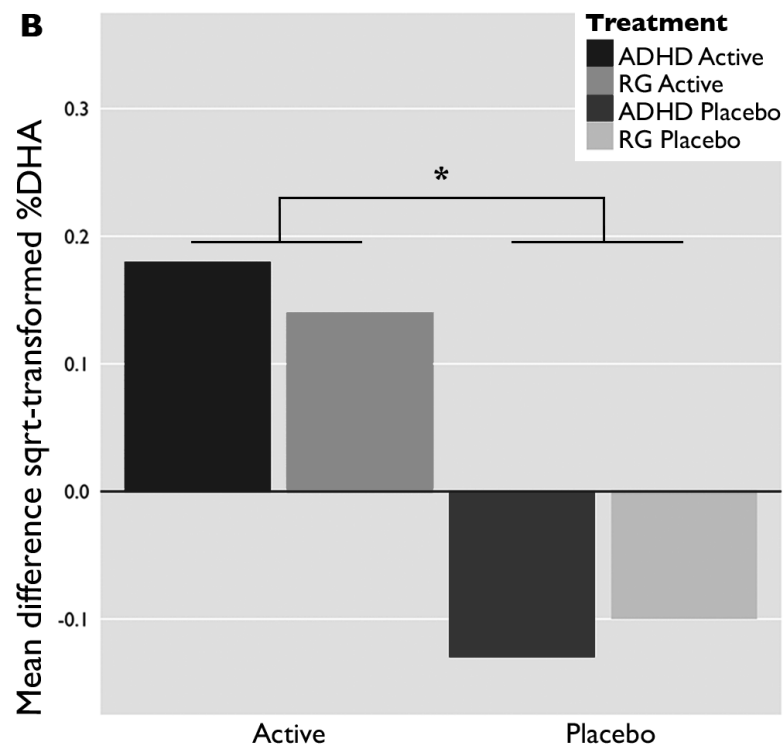 B
Treatment
ADHD Active
RG Active
ADHD Placebo
RG Placebo
Mean difference sqrt-transformed %DHA
0.3
*
0.2
0.1
0.0
-0.1
Active Placebo